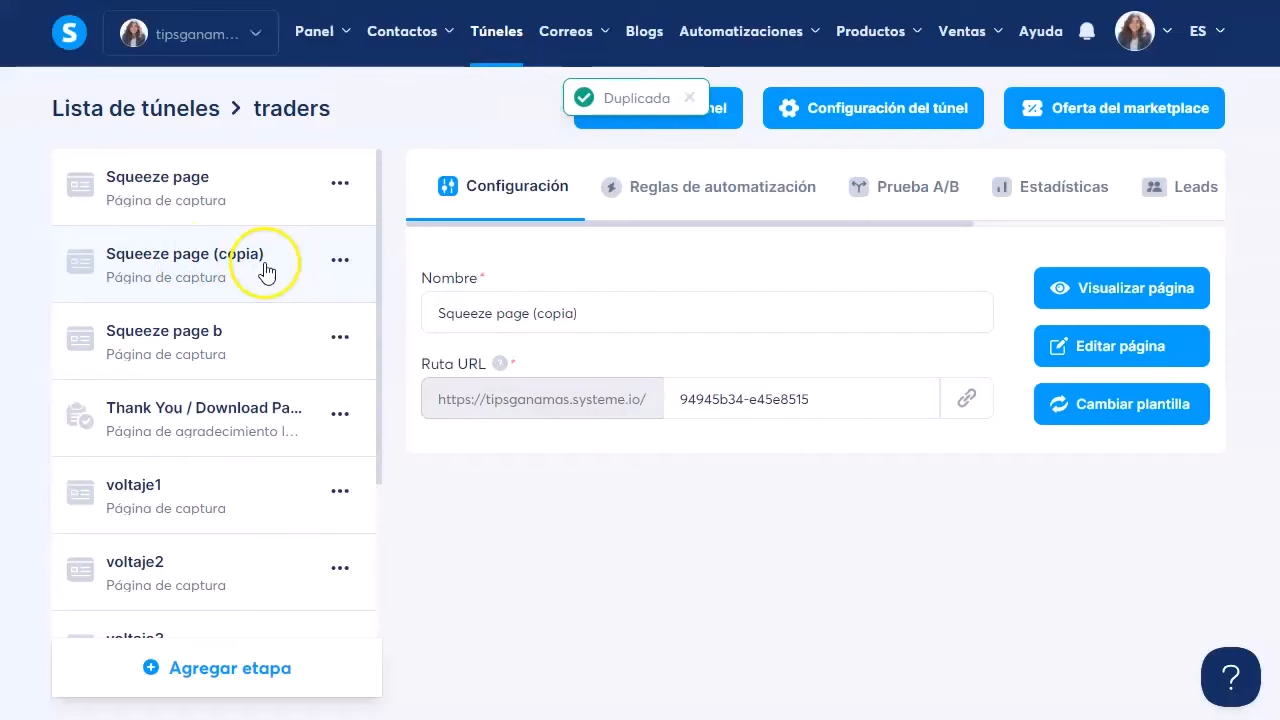 S
tipsganam...
Panel
Contactos
Túneles
Correos
Blogs
Automatizaciones
Productos
Ventas
Ayuda
ES
Lista de túneles > traders
Duplicada
nel
Configuración del túnel
Oferta del marketplace
Squeeze page
Página de captura
Squeeze page (copia)
Página de captura
Squeeze page b
Página de captura
Thank You / Download Pa...
Página de agradecimiento l...
voltaje1
Página de captura
voltaje2
Página de captura
Agregar etapa
Configuración
Reglas de automatización
Prueba A/B
Estadísticas
Leads
Nombre*
Squeeze page (copia)
Ruta URL ? *
https://tipsganamas.systeme.io/
94945b34-e45e8515
Visualizar página
Editar página
Cambiar plantilla
?